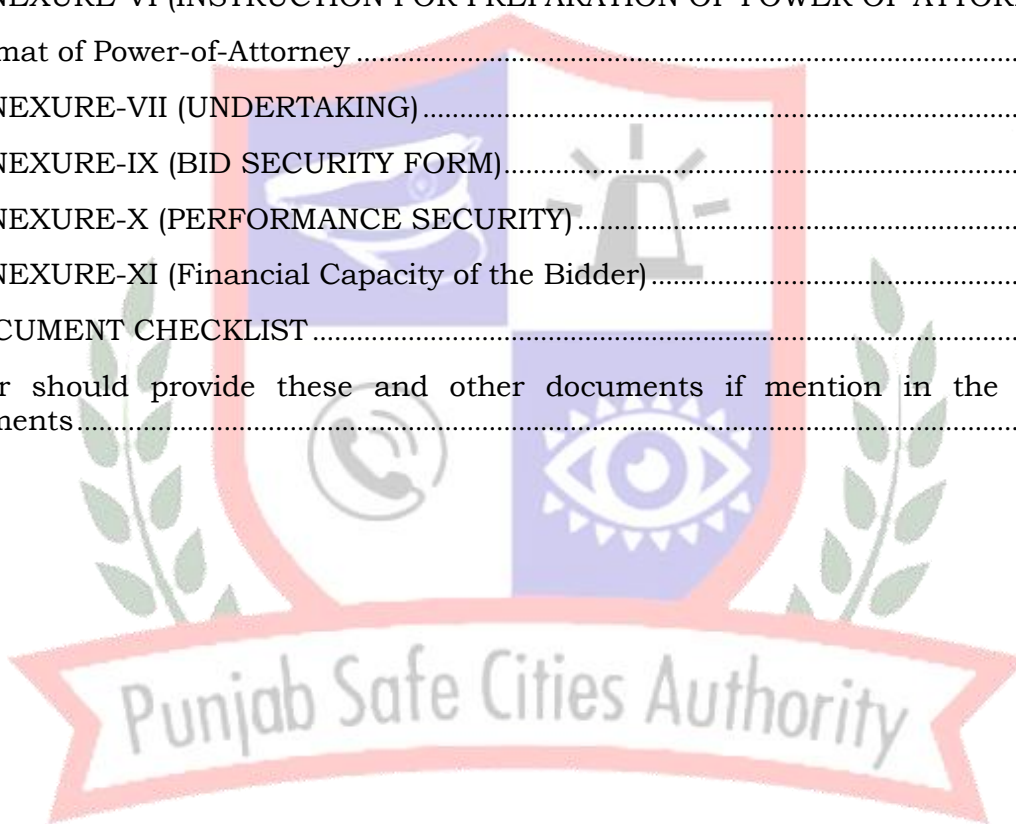 NEXURE-VI (INSTRUCTION FOR PREPARATION OF POWER OF ATTOR
mat of Power-of-Attorney
NEXURE-VII (UNDERTAKING)
NEXURE-IX (BID SECURITY FORM)
NEXURE-X (PERFORMANCE SECURITY)
NEXURE-XI (Financial Capacity of the Bidder)
CUMENT CHECKLIST
r should provide these and other documents if mention in the
ments
Punjab Safe Cities Authority